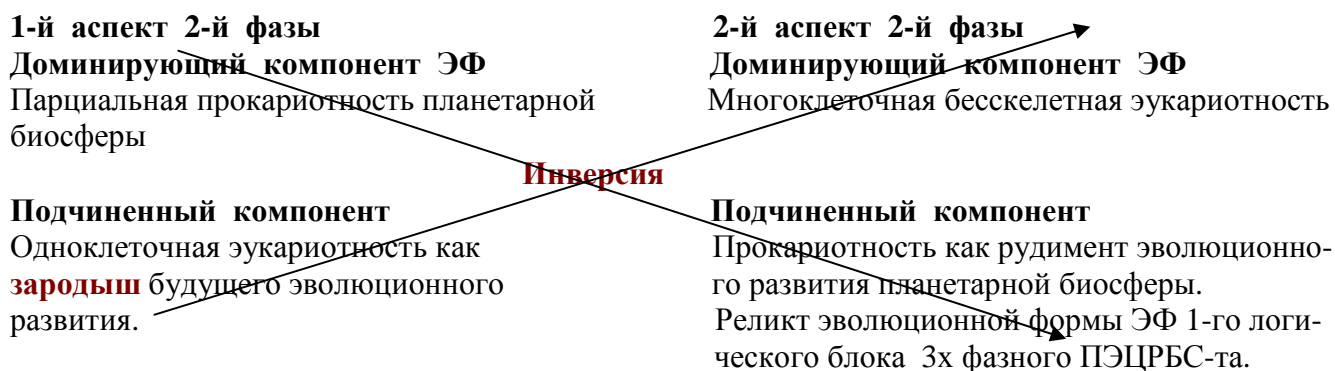 1-й аспект 2-й фазы
Доминирующий компонент ЭФ
Парциальная прокариотность планетарной
биосферы
2-й аспект 2-й фазы
Доминирующий компонент ЭФ
Многоклеточная бесскелетная эукариотность
Инверсия
Подчиненный компонент
Одноклеточная эукариотность как
зародыш будущего эволюционного
развития.
Подчиненный компонент
Прокариотность как рудимент эволюционно-
го развития планетарной биосферы.
Реликт эволюционной формы ЭФ 1-го логи-
ческого блока 3х фазного ПЭЦРБС-та.